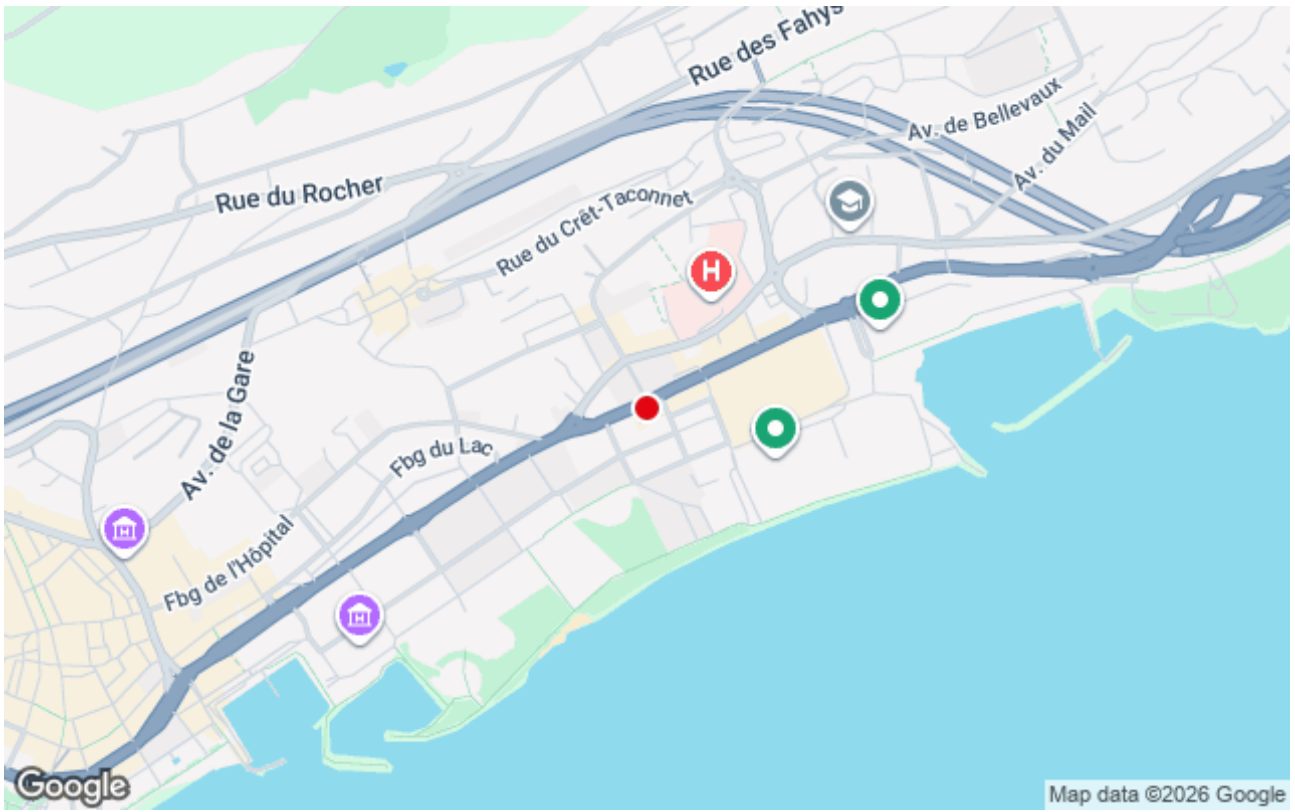 Rue des Fahys
Av. de Bellevaux
Av. du Mail
Rue du Rocher
Rue du Crêt-Taconnet
H
Av. de la Gare
Fbg du Lac
H
Fbg de l'Hôpital
H
Google
Map data ©2026 Google